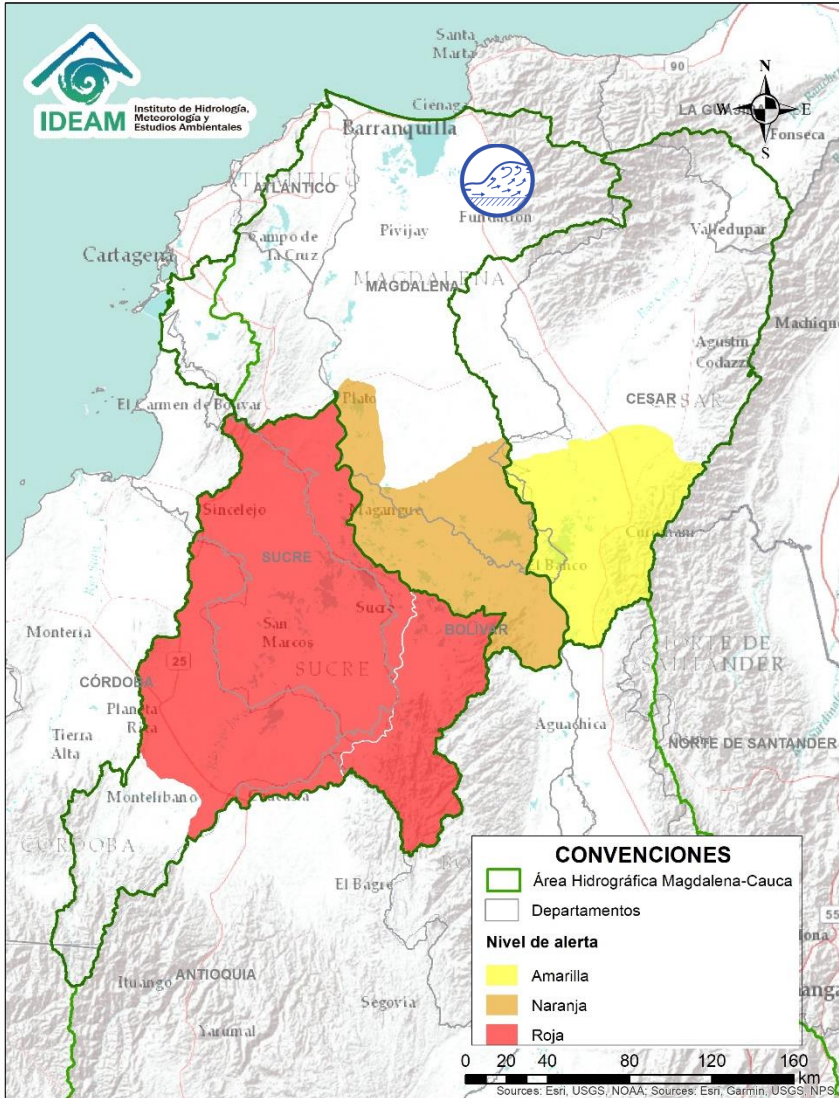 IDEAM
Instituto de Hidrología,
Meteorología y
Estudios Ambientales
Santa
Marta
90
N
W
E
S
LA GUAJIRA
Ciénaga
Fonseca
Barranquilla
ATLÁNTICO
Fundación
Valledupar
Campo de
La Cruz
Pivijay
Cartagena
MAGDALENA
MAGDALENA
Machique
Agustín
Codazzi
CESAR
CESAR
El Carmen de Bolívar
Plato
Sincelejo
Magangué
Curumaní
SUCRE
El Banco
Sucre
BOLÍVAR
San
Marcos
Montería
SUCRE
NORTE DE
SANTANDER
25
CÓRDOBA
Planeta
Rica
Tierra
Alta
Aguachica
NORTE DE SANTANDER
Montelíbano
Caucasia
CÓRDOBA
El Bagre
Ituango
ANTIOQUIA
Segovia
Yarumal
55
CONVENCIONES
Área Hidrográfica Magdalena-Cauca
Departamentos
Nivel de alerta
Amarilla
Naranja
Roja
0 20 40 80 120 160
km
Sources: Esri, USGS, NOAA; Sources: Esri, Garmin, USGS, NPS